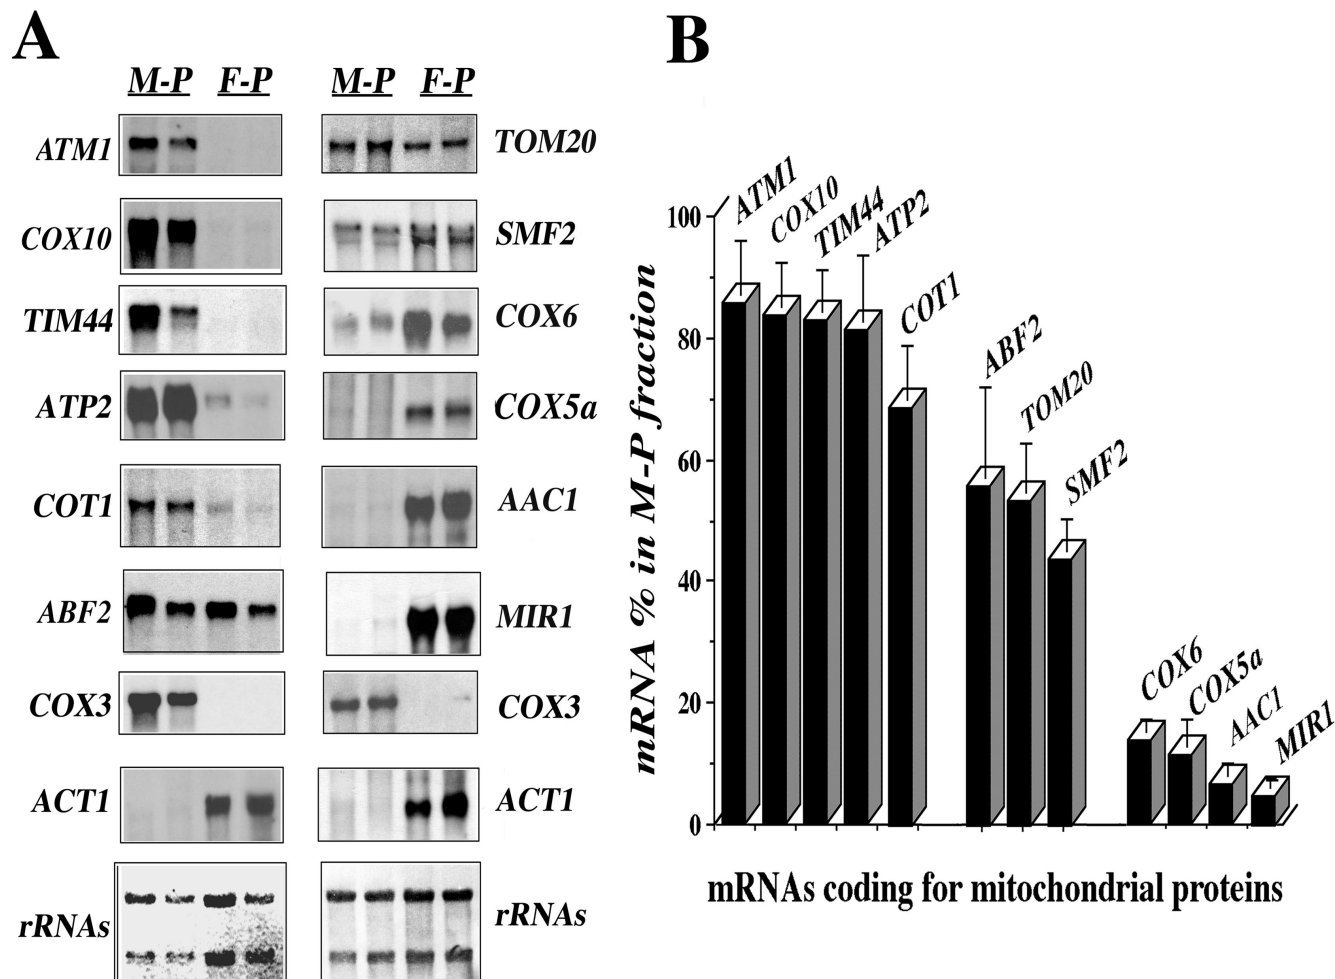 A
B
M-P F-P M-P F-P
ATM1 TOM20
COX10 SMF2
TIM44 COX6
ATP2 COX5a
COT1 AAC1
ABF2 MIR1
COX3 COX3
ACT1 ACT1
rRNAs rRNAs
mRNA % in M-P fraction
100
80
60
40
20
0
ATM1
COX10
TIM44
ATP2
COT1
ABF2
TOM20
SMF2
COX6
COX5a
AAC1
MIR1
mRNAs coding for mitochondrial proteins